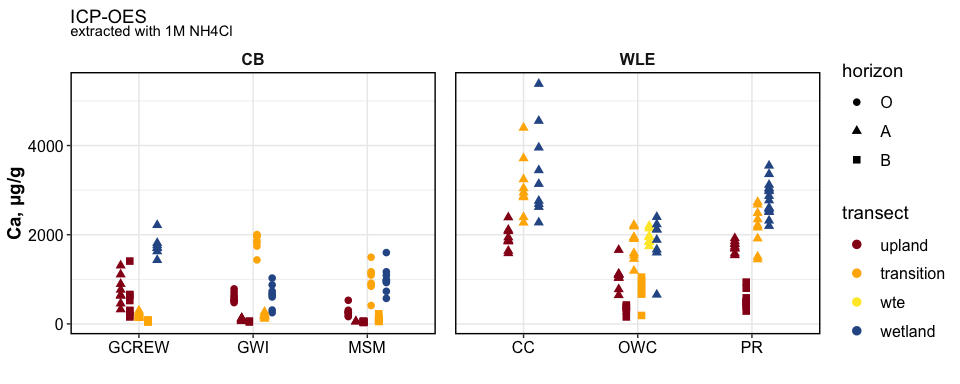 ICP-OES
extracted with 1M NH4Cl
CB
WLE
Ca, µg/g
4000
2000
0
GCREW
GWI
MSM
CC
OWC
PR
horizon
O
A
B
transect
upland
transition
wte
wetland